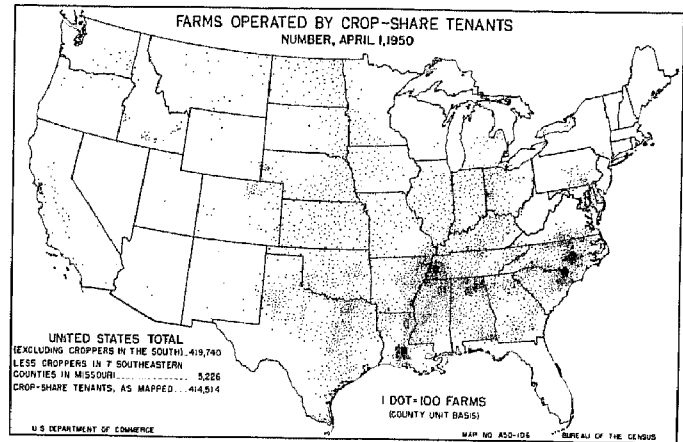 FARMS OPERATED BY CROP-SHARE TENANTS
NUMBER, APRIL 1, 1950
UNITED STATES TOTAL
(EXCLUDING CROPPERS IN THE SOUTH)..419,740
LESS CROPPERS IN 7 SOUTHEASTERN
COUNTIES IN MISSOURI............... 5,226
CROP-SHARE TENANTS, AS MAPPED...414,514
1 DOT=100 FARMS
(COUNTY UNIT BASIS)
U S DEPARTMENT OF COMMERCE
MAP NO A50-106
BUREAU OF THE CENSUS